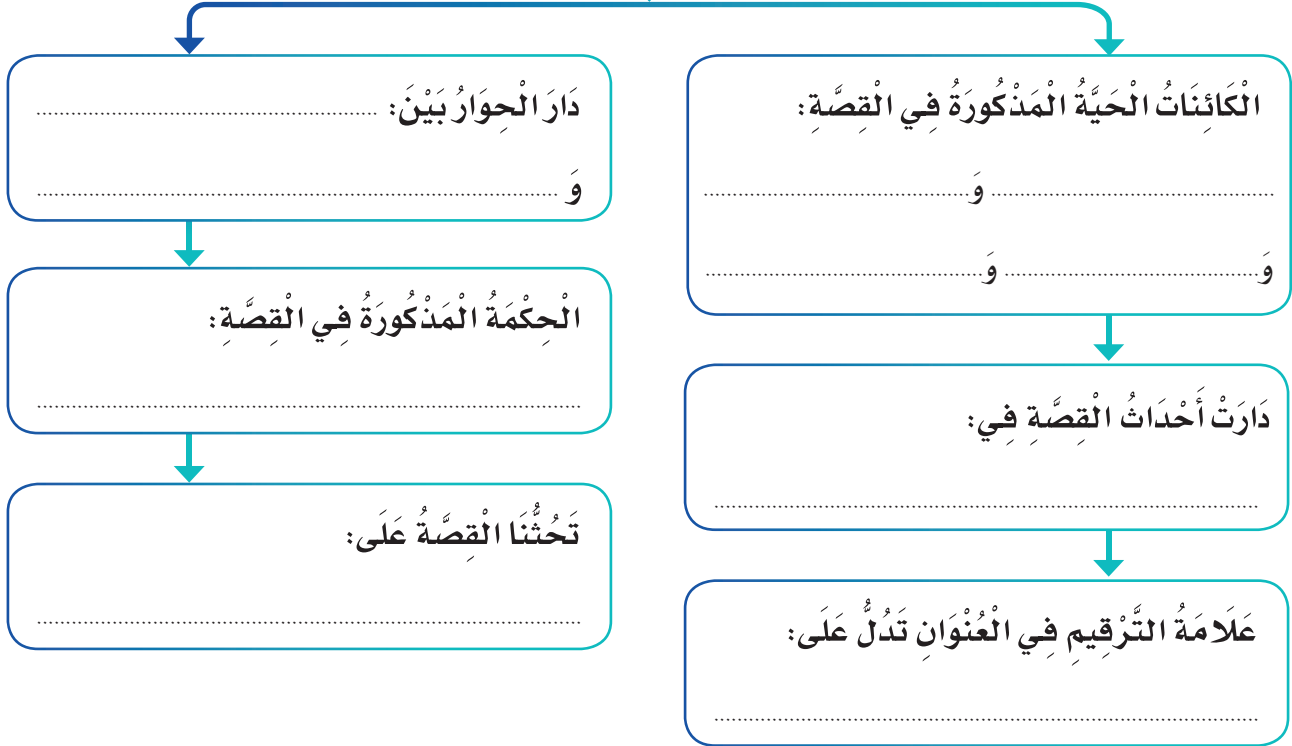 الْكَائِنَاتُ الْحَيَّةُ الْمَذْكُورَةُ فِي الْقِصَّةِ:
........................ وَ ........................
وَ ........................ وَ ........................
دَارَتْ أَحْدَاثُ الْقِصَّةِ فِي:
........................
عَلَامَةُ التَّرْقِيمِ فِي الْعُنْوَانِ تَدُلُّ عَلَى:
........................
دَارَ الْحِوَارُ بَيْنَ: ........................
وَ ........................
الْحِكْمَةُ الْمَذْكُورَةُ فِي الْقِصَّةِ:
........................
تَحُثُّنَا الْقِصَّةُ عَلَى:
........................